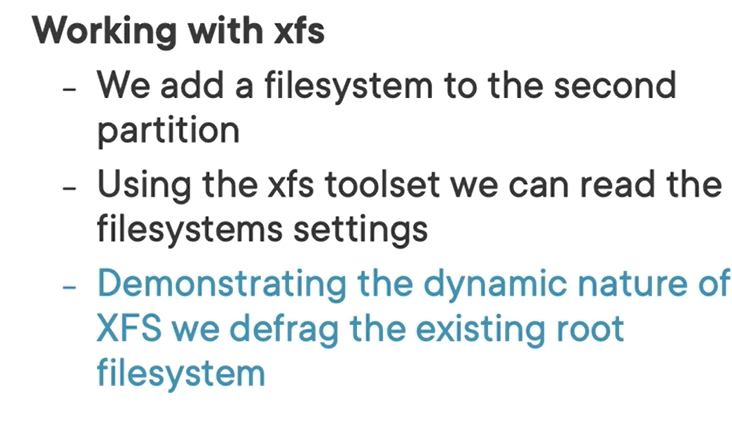 Working with xfs
- We add a filesystem to the second
partition
- Using the xfs toolset we can read the
filesystems settings
- Demonstrating the dynamic nature of
XFS we defrag the existing root
filesystem